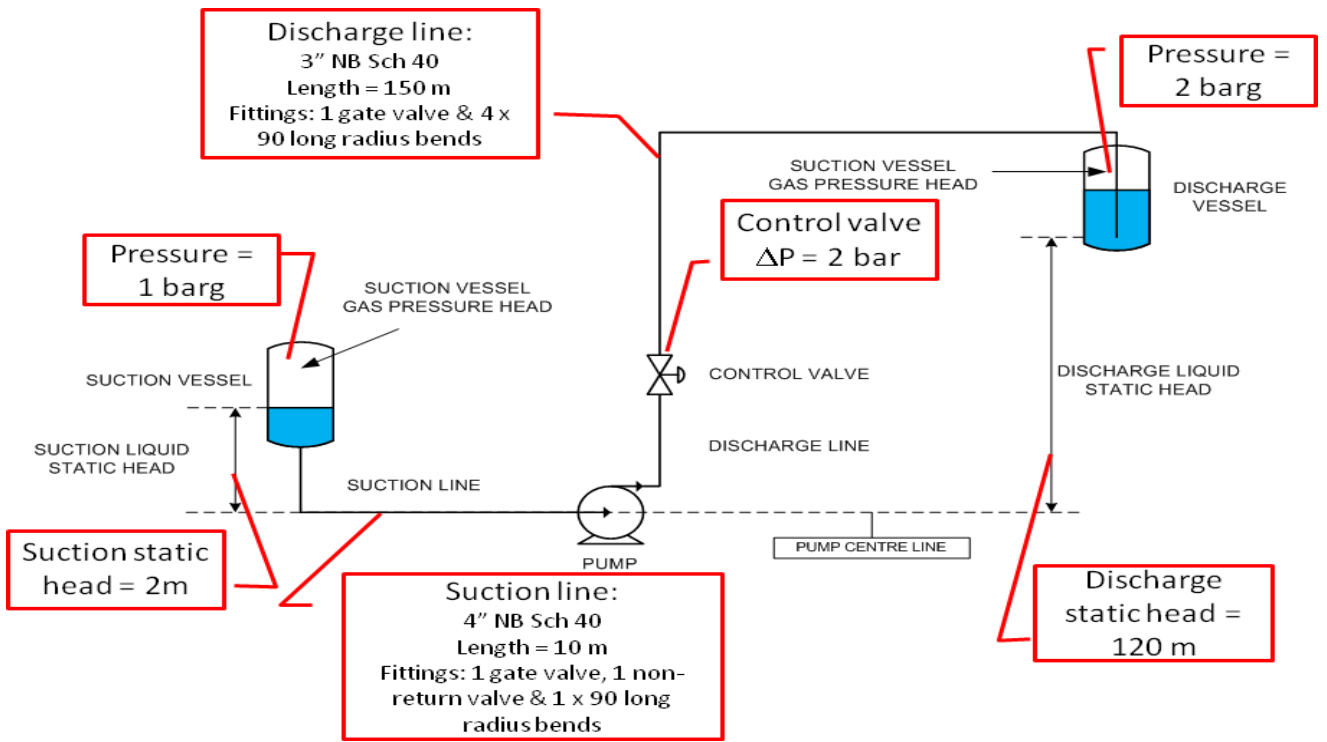 Discharge line:
3” NB Sch 40
Length = 150 m
Fittings: 1 gate valve & 4 x
90 long radius bends
Pressure =
2 barg
SUCTION VESSEL
GAS PRESSURE HEAD
DISCHARGE
VESSEL
Control valve
ΔP = 2 bar
Pressure =
1 barg
SUCTION VESSEL
GAS PRESSURE HEAD
SUCTION VESSEL
CONTROL VALVE
DISCHARGE LIQUID
STATIC HEAD
SUCTION LIQUID
STATIC HEAD
DISCHARGE LINE
SUCTION LINE
PUMP CENTRE LINE
PUMP
Suction static
head = 2m
Suction line:
4” NB Sch 40
Length = 10 m
Fittings: 1 gate valve, 1 non-
return valve & 1 x 90 long
radius bends
Discharge
static head =
120 m